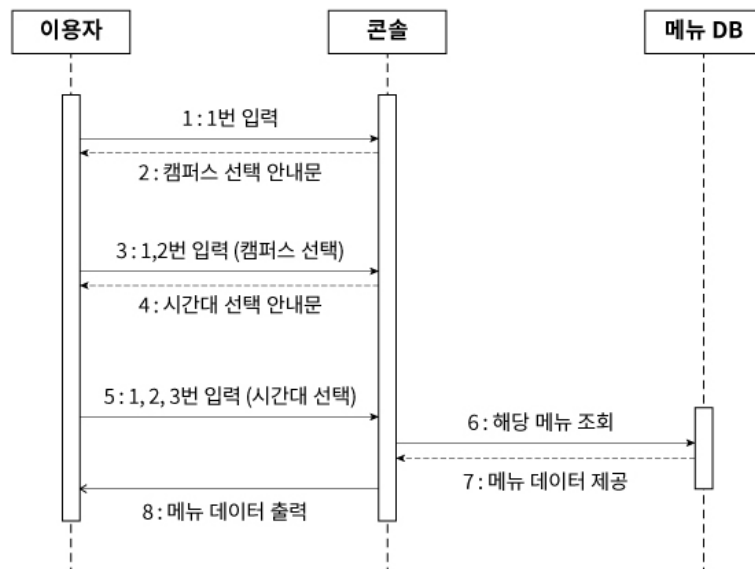 이용자
콘솔
메뉴 DB
1 : 1번 입력
2 : 캠퍼스 선택 안내문
3 : 1,2번 입력 (캠퍼스 선택)
4 : 시간대 선택 안내문
5 : 1, 2, 3번 입력 (시간대 선택)
6 : 해당 메뉴 조회
7 : 메뉴 데이터 제공
8 : 메뉴 데이터 출력